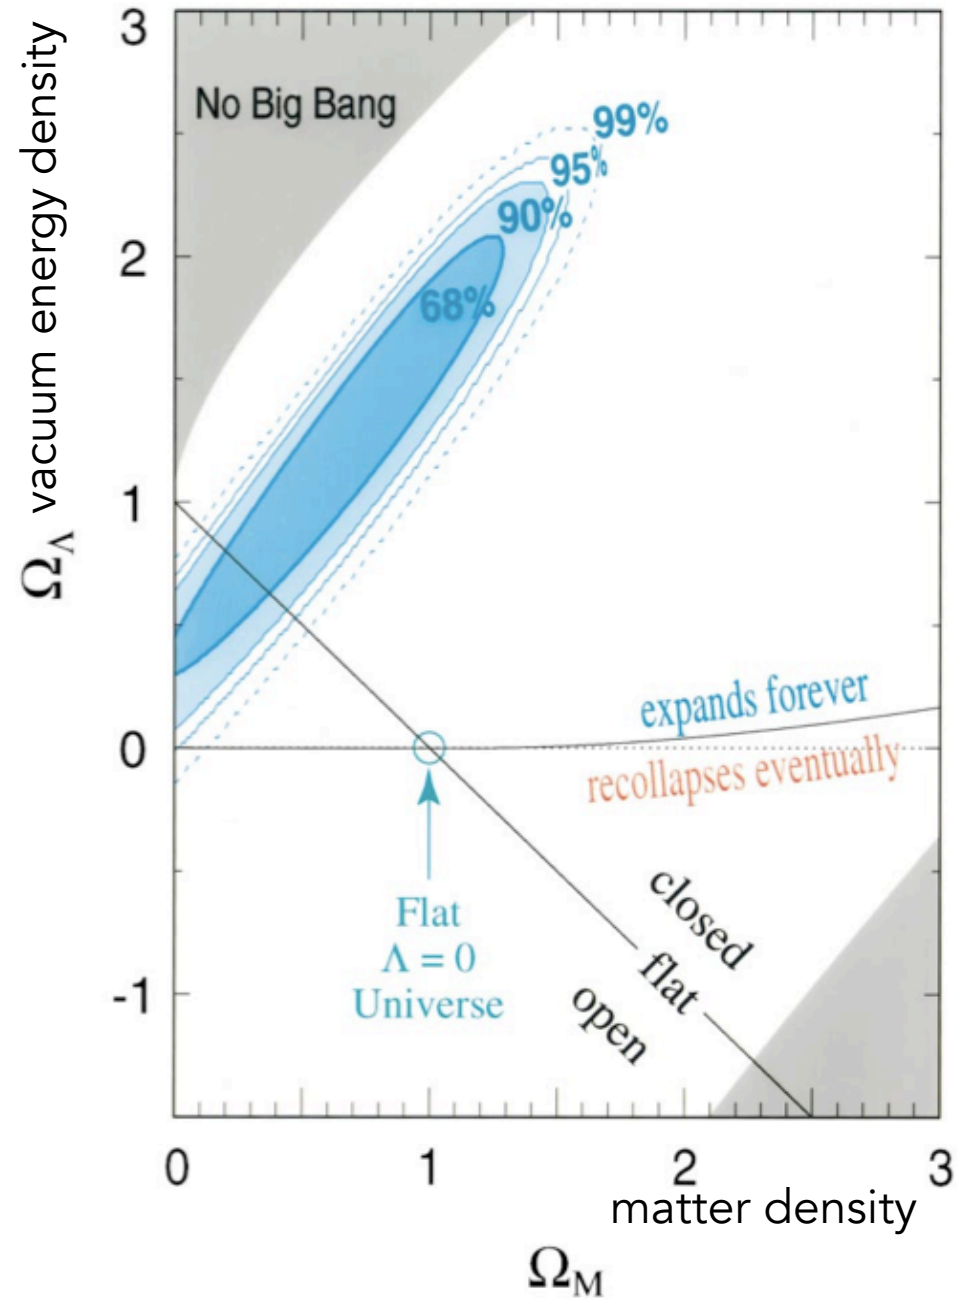 3
vacuum energy density
No Big Bang
99%
95%
90%
2
68%
1
Ω_Λ
expands forever
0
recollapses eventually
Flat
Λ = 0
Universe
closed
flat
open
-1
0
1
2
3
matter density
Ω_M